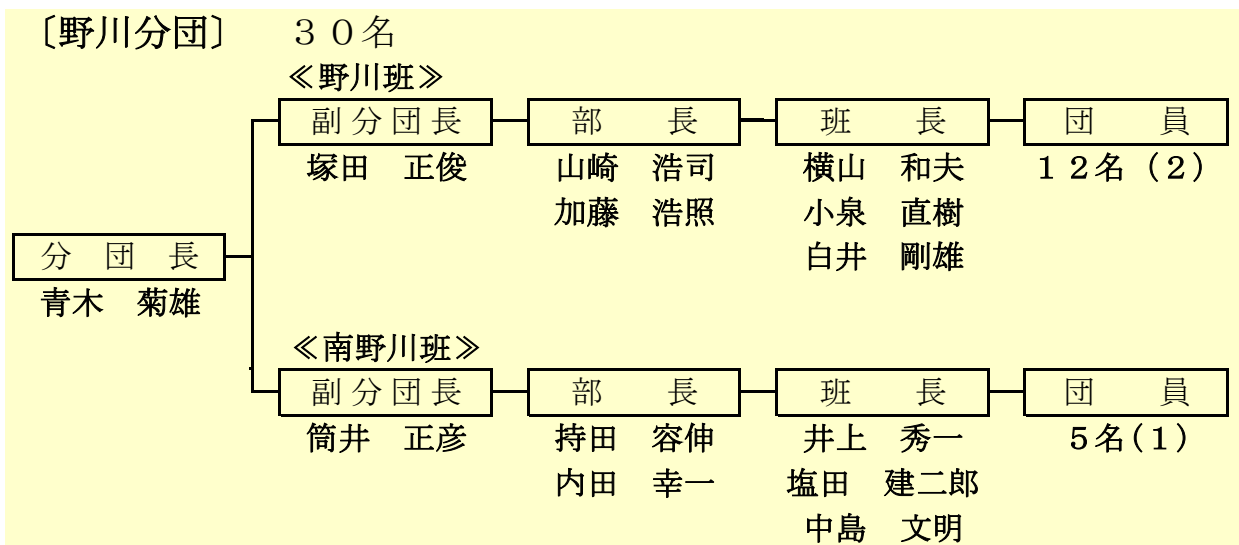 〔野川分団〕　３０名
≪野川班≫
副分団長　部　長　班　長　団　員
塚田　正俊　山崎　浩司　横山　和夫　１２名（２）
加藤　浩照　小泉　直樹
白井　剛雄
分　団　長
青木　菊雄
≪南野川班≫
副分団長　部　長　班　長　団　員
筒井　正彦　持田　容伸　井上　秀一　５名(１)
内田　幸一　塩田　建二郎
中島　文明